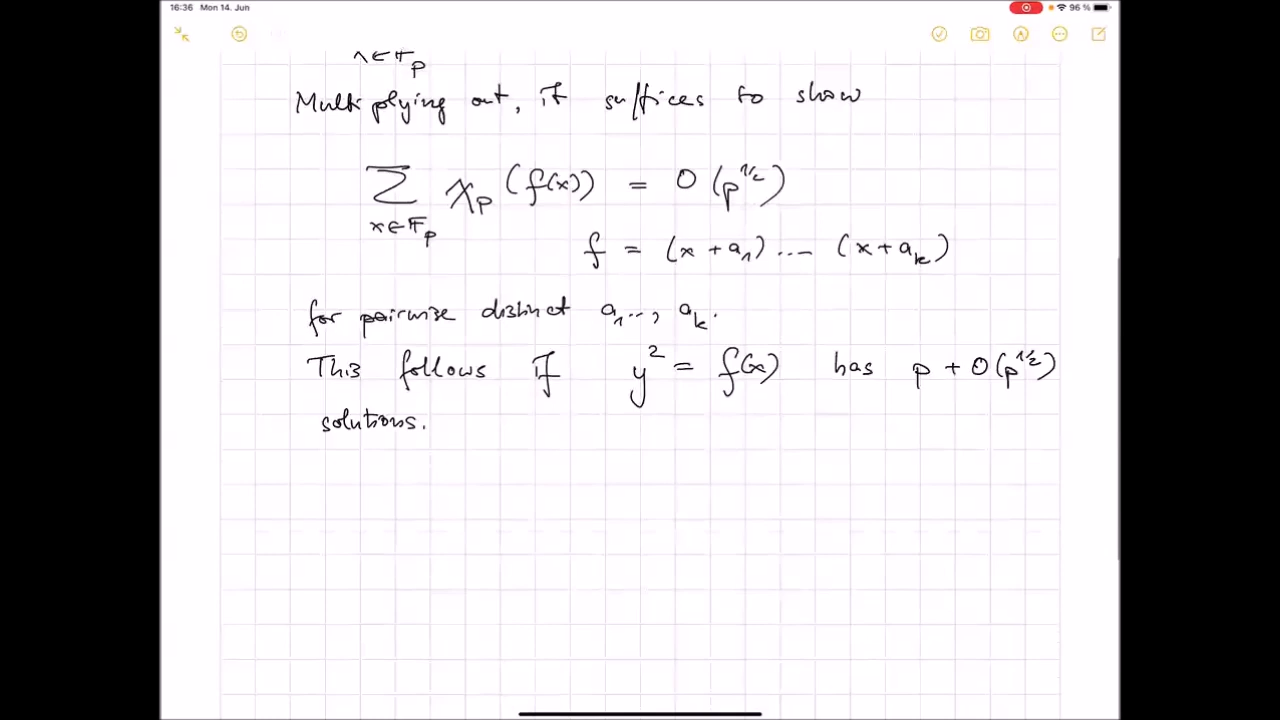 16:36 Mon 14. Jun 96 %
x ∈ 𝔽_p
Multiplying out, it suffices to show
∑_{x∈𝔽_p} χ_p (f(x)) = O (p^{1/2})
f = (x + a_1) ... (x + a_k)
for pairwise distinct a_1 .., a_k.
This follows if y^2 = f(x) has p + O(p^{1/2})
solutions.